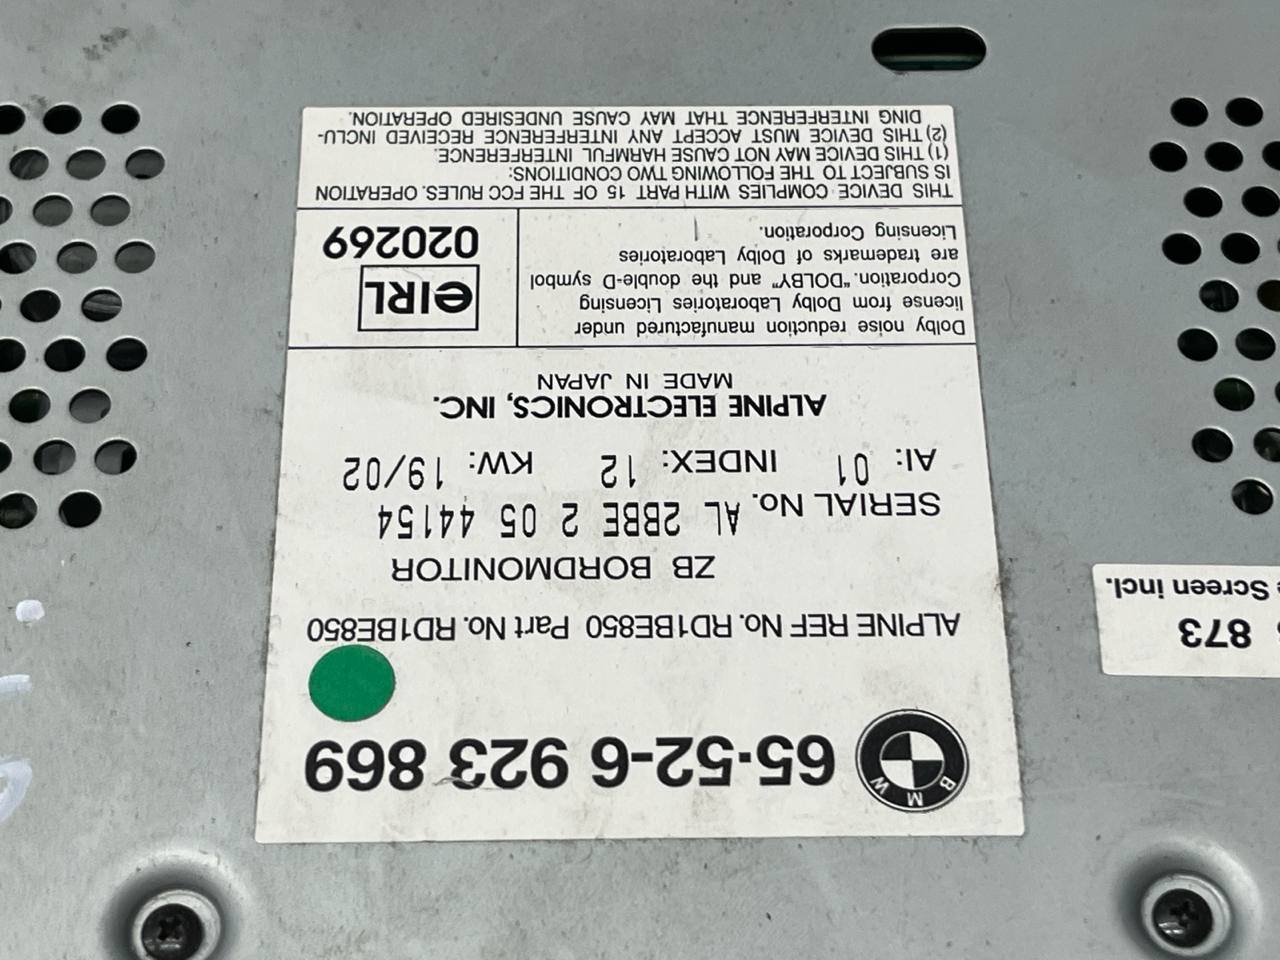 BMW
65·52-6 923 869
ALPINE REF No. RD1BE850 Part No. RD1BE850
ZB BORDMONITOR
SERIAL No. AL 2BBE 2 05 44154
AI: 01 INDEX: 12 KW: 19/02
ALPINE ELECTRONICS, INC.
MADE IN JAPAN
Dolby noise reduction manufactured under
license from Dolby Laboratories Licensing
Corporation. "DOLBY" and the double-D symbol
are trademarks of Dolby Laboratories
Licensing Corporation.
eIRL
020269
THIS DEVICE COMPLIES WITH PART 15 OF THE FCC RULES. OPERATION
IS SUBJECT TO THE FOLLOWING TWO CONDITIONS:
(1) THIS DEVICE MAY NOT CAUSE HARMFUL INTERFERENCE.
(2) THIS DEVICE MUST ACCEPT ANY INTERFERENCE RECEIVED INCLU-
DING INTERFERENCE THAT MAY CAUSE UNDESIRED OPERATION.
873
Screen incl.